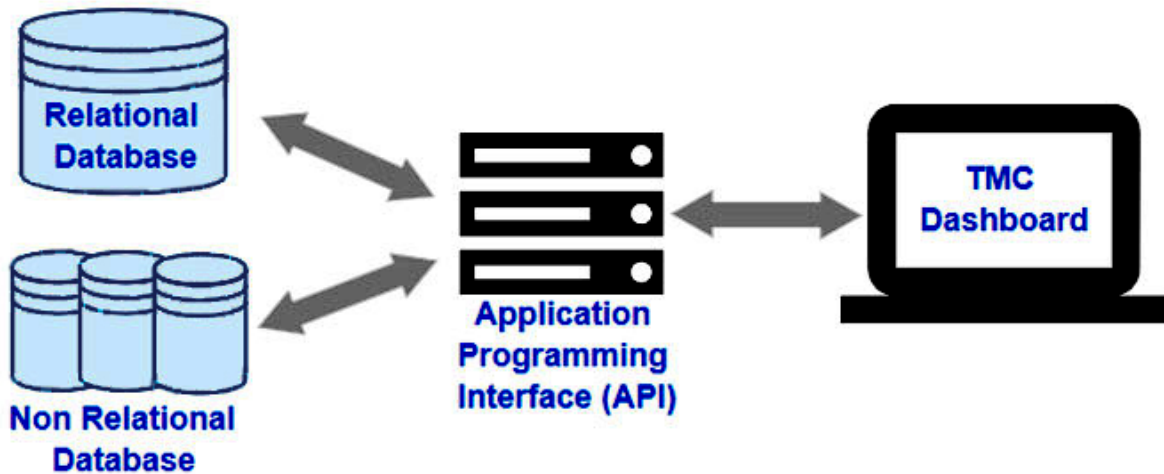 Relational
Database
Non Relational
Database
Application
Programming
Interface (API)
TMC
Dashboard